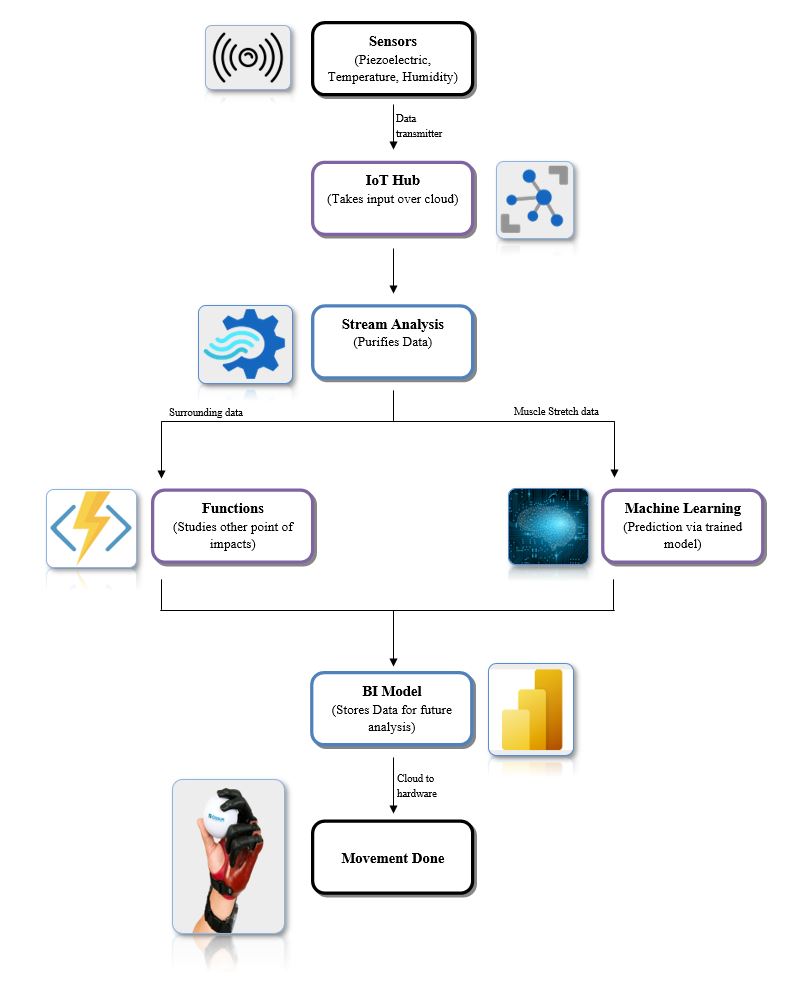 Sensors
(Piezoelectric,
Temperature, Humidity)
Data
transmitter
IoT Hub
(Takes input over cloud)
Stream Analysis
(Purifies Data)
Surrounding data
Muscle Stretch data
Functions
(Studies other point of
impacts)
Machine Learning
(Prediction via trained
model)
BI Model
(Stores Data for future
analysis)
Cloud to
hardware
Movement Done